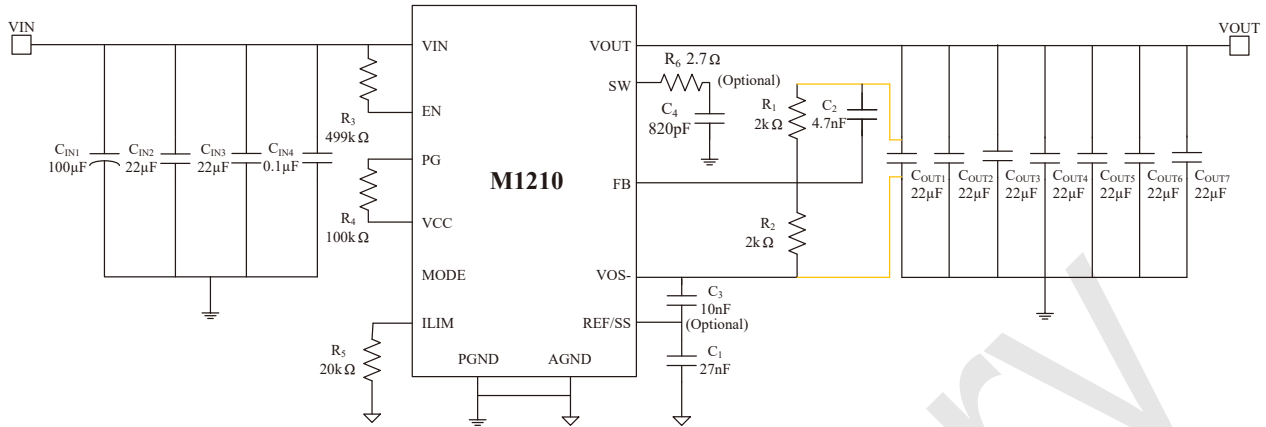 VIN
VOUT
VIN
VOUT
R6 2.7Ω
(Optional)
SW
C4
820pF
R1
2kΩ
C2
4.7nF
R3
499kΩ
EN
CIN1
100μF
CIN2
22μF
CIN3
22μF
CIN4
0.1μF
PG
M1210
FB
COUT1
22μF
COUT2
22μF
COUT3
22μF
COUT4
22μF
COUT5
22μF
COUT6
22μF
COUT7
22μF
R4
100kΩ
VCC
R2
2kΩ
MODE
VOS-
C3
10nF
(Optional)
ILIM
REF/SS
R5
20kΩ
PGND
AGND
C1
27nF